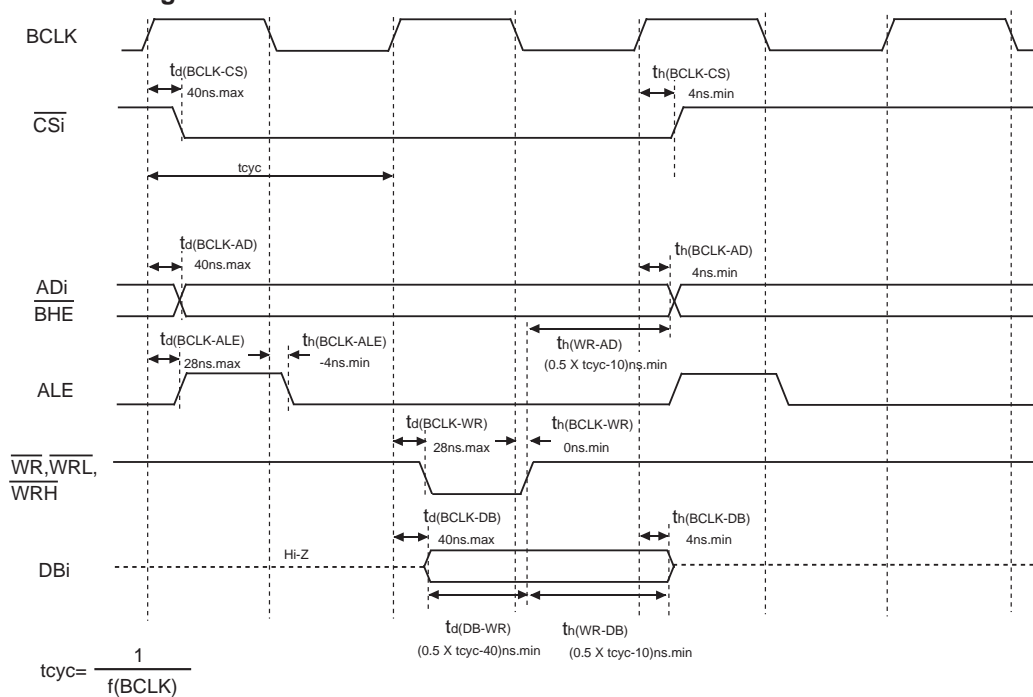 BCLK
td(BCLK-CS)
40ns.max
th(BCLK-CS)
4ns.min
CSi
tcyc
td(BCLK-AD)
40ns.max
th(BCLK-AD)
4ns.min
ADi
BHE
td(BCLK-ALE)
28ns.max
th(BCLK-ALE)
-4ns.min
th(WR-AD)
(0.5 X tcyc-10)ns.min
ALE
td(BCLK-WR)
28ns.max
th(BCLK-WR)
0ns.min
WR,WRL,
WRH
td(BCLK-DB)
40ns.max
th(BCLK-DB)
4ns.min
Hi-Z
DBi
td(DB-WR)
(0.5 X tcyc-40)ns.min
th(WR-DB)
(0.5 X tcyc-10)ns.min
tcyc= 1
f(BCLK)